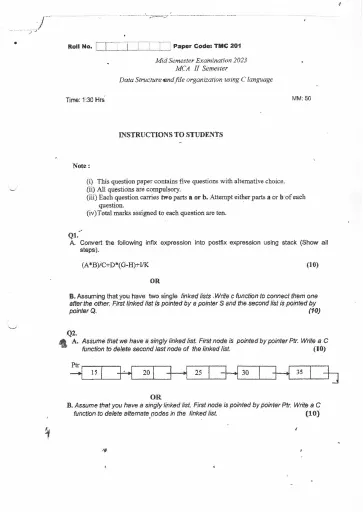 Roll No. Paper Code: TMC 201
Mid Semester Examination 2023
MCA II Semester
Data Structure and file organization using C language
Time: 1:30 Hrs MM: 50
INSTRUCTIONS TO STUDENTS
Note :
(i) This question paper contains five questions with alternative choice.
(ii) All questions are compulsory.
(iii) Each question carries two parts a or b. Attempt either parts a or b of each
question.
(iv)Total marks assigned to each question are ten.
Q1.
A. Convert the following infix expression into postfix expression using stack (Show all
steps).
(A*B)/C+D*(G-H)+I/K (10)
OR
B. Assuming that you have two single linked lists .Write c function to connect them one
after the other. First linked list is pointed by a pointer S and the second list is pointed by
pointer Q. (10)
Q2.
A. Assume that we have a singly linked list. First node is pointed by pointer Ptr. Write a C
function to delete second last node of the linked list. (10)
Ptr
15 20 25 30 35
OR
B. Assume that you have a singly linked list. First node is pointed by pointer Ptr. Write a C
function to delete alternate nodes in the linked list. (10)